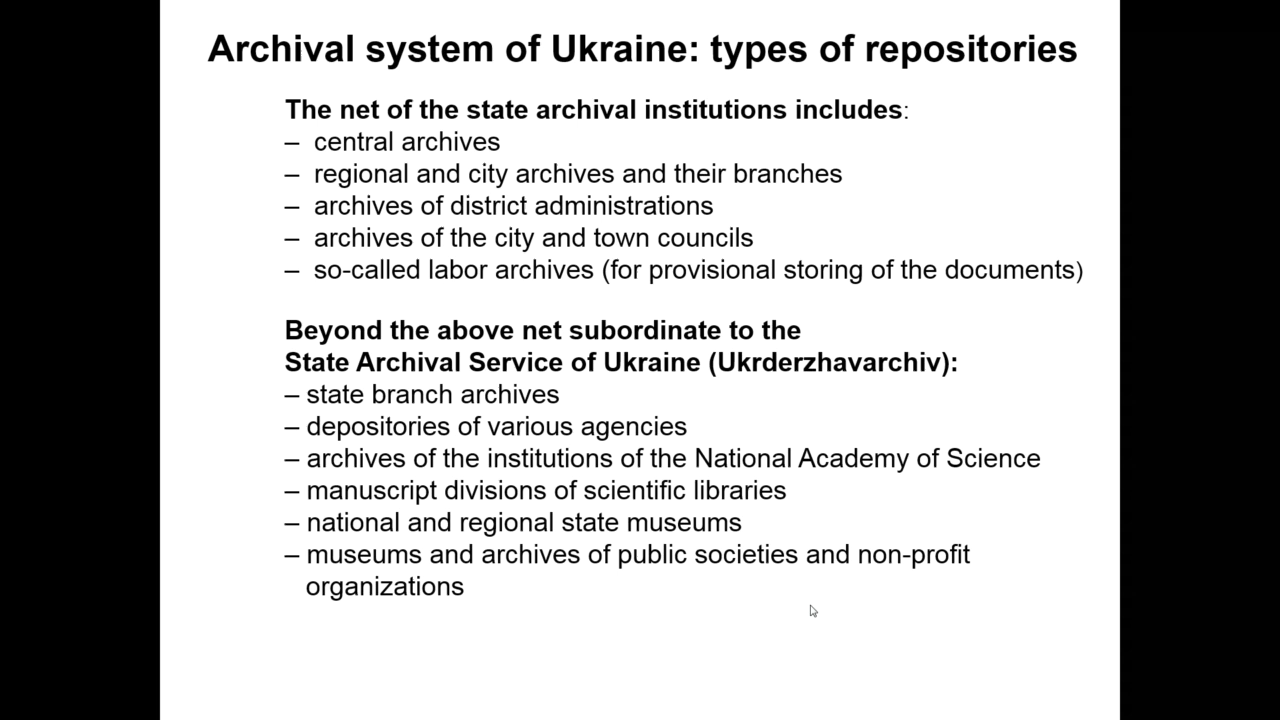 Archival system of Ukraine: types of repositories
The net of the state archival institutions includes:
– central archives
– regional and city archives and their branches
– archives of district administrations
– archives of the city and town councils
– so-called labor archives (for provisional storing of the documents)
Beyond the above net subordinate to the
State Archival Service of Ukraine (Ukrderzhavarchiv):
– state branch archives
– depositories of various agencies
– archives of the institutions of the National Academy of Science
– manuscript divisions of scientific libraries
– national and regional state museums
– museums and archives of public societies and non-profit
organizations